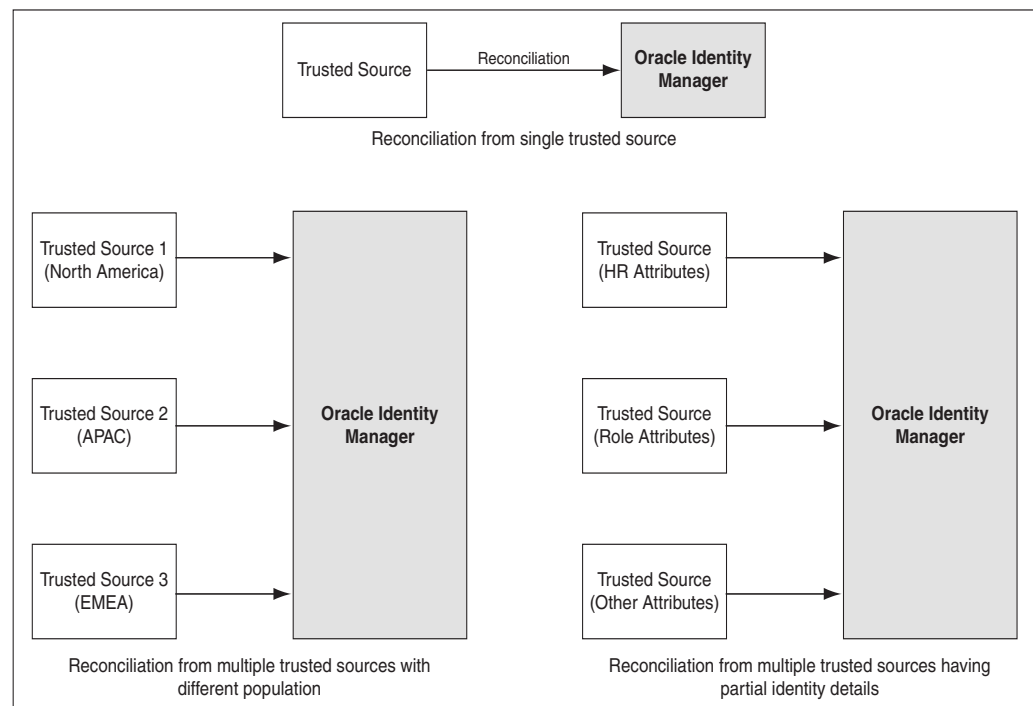 Trusted Source
Reconciliation
Oracle Identity
Manager
Reconciliation from single trusted source
Trusted Source 1
(North America)
Trusted Source 2
(APAC)
Trusted Source 3
(EMEA)
Oracle Identity
Manager
Reconciliation from multiple trusted sources with
different population
Trusted Source
(HR Attributes)
Trusted Source
(Role Attributes)
Trusted Source
(Other Attributes)
Oracle Identity
Manager
Reconciliation from multiple trusted sources having
partial identity details